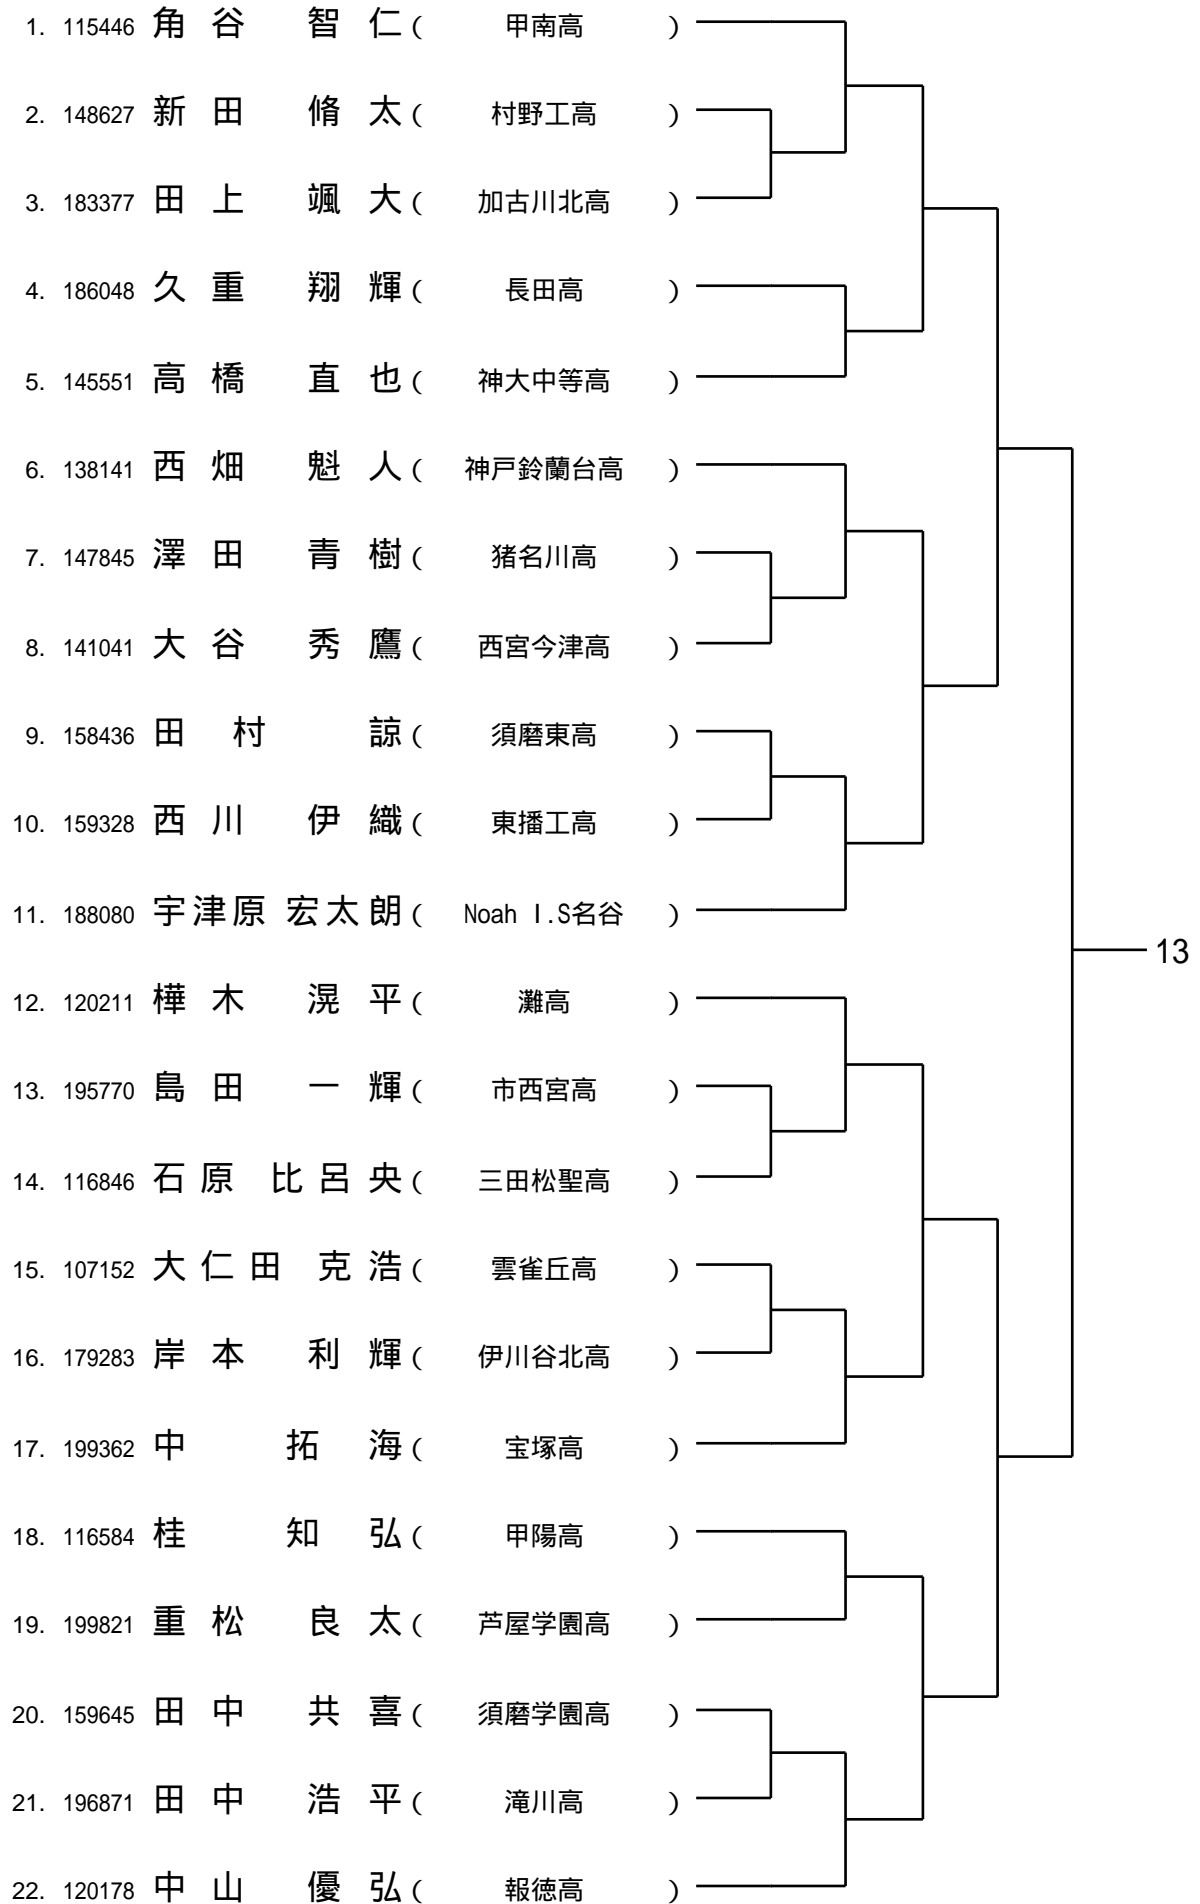 1. 115446 角谷 智仁 ( 甲南高 )
2. 148627 新田 脩太 ( 村野工高 )
3. 183377 田上 颯大 ( 加古川北高 )
4. 186048 久重 翔輝 ( 長田高 )
5. 145551 高橋 直也 ( 神大中等高 )
6. 138141 西畑 魁人 ( 神戸鈴蘭台高 )
7. 147845 澤田 青樹 ( 猪名川高 )
8. 141041 大谷 秀鷹 ( 西宮今津高 )
9. 158436 田村 諒 ( 須磨東高 )
10. 159328 西川 伊織 ( 東播工高 )
11. 188080 宇津原 宏太朗 ( Noah I.S名谷 )
13
12. 120211 樺木 滉平 ( 灘高 )
13. 195770 島田 一輝 ( 市西宮高 )
14. 116846 石原 比呂央 ( 三田松聖高 )
15. 107152 大仁田 克浩 ( 雲雀丘高 )
16. 179283 岸本 利輝 ( 伊川谷北高 )
17. 199362 中 拓海 ( 宝塚高 )
18. 116584 桂 知弘 ( 甲陽高 )
19. 199821 重松 良太 ( 芦屋学園高 )
20. 159645 田中 共喜 ( 須磨学園高 )
21. 196871 田中 浩平 ( 滝川高 )
22. 120178 中山 優弘 ( 報徳高 )